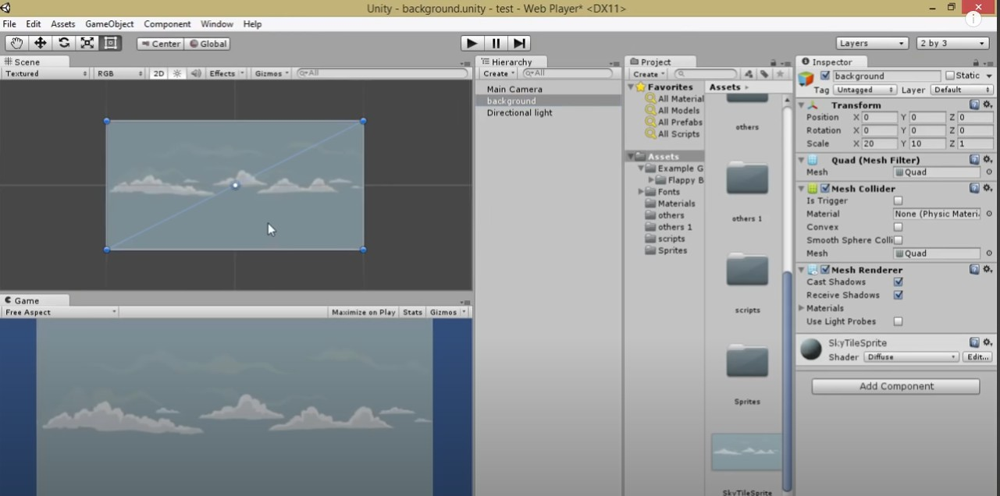 Unity - background.unity - test - Web Player* <DX11>
File Edit Assets GameObject Component Window Help
Center Global Layers 2 by 3
Scene
Textured RGB 2D Effects Gizmos All
Game
Free Aspect Maximize on Play Stats Gizmos
Hierarchy
Create All
Main Camera
background
Directional light
Project
Create
Favorites
All Material
All Models
All Prefabs
All Scripts
Assets
Example G
Flappy B
Fonts
Materials
others
others 1
scripts
Sprites
Assets
others
others 1
scripts
Sprites
SkyTileSprite
Inspector
background Static
Tag Untagged Layer Default
Transform
Position X 0 Y 0 Z 0
Rotation X 0 Y 0 Z 0
Scale X 20 Y 10 Z 1
Quad (Mesh Filter)
Mesh Quad
Mesh Collider
Is Trigger
Material None (Physic Materi
Convex
Smooth Sphere Colli
Mesh Quad
Mesh Renderer
Cast Shadows
Receive Shadows
Materials
Use Light Probes
SkyTileSprite
Shader Diffuse Edit...
Add Component